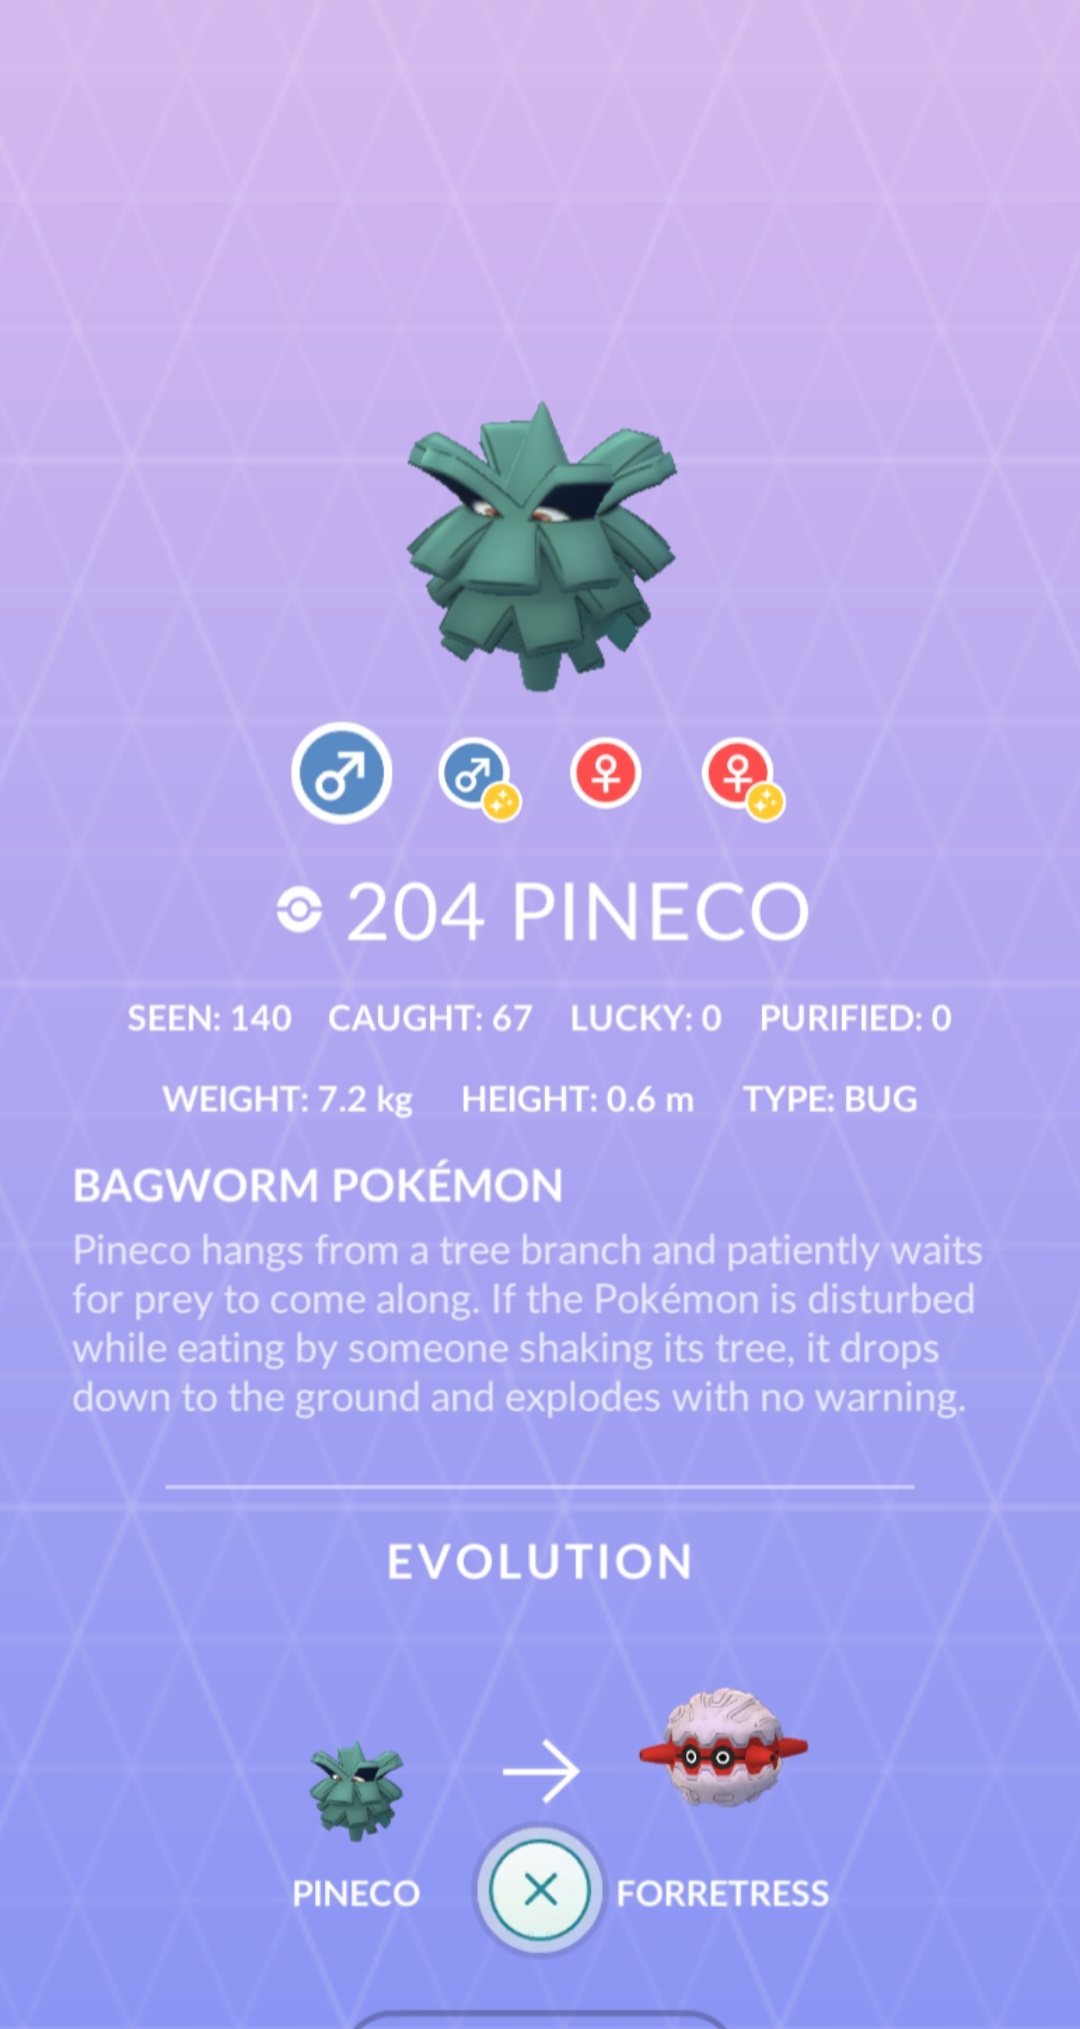 204 PINECO
SEEN: 140 CAUGHT: 67 LUCKY: 0 PURIFIED: 0
WEIGHT: 7.2 kg HEIGHT: 0.6 m TYPE: BUG
BAGWORM POKÉMON
Pineco hangs from a tree branch and patiently waits
for prey to come along. If the Pokémon is disturbed
while eating by someone shaking its tree, it drops
down to the ground and explodes with no warning.
EVOLUTION
PINECO FORRETRESS